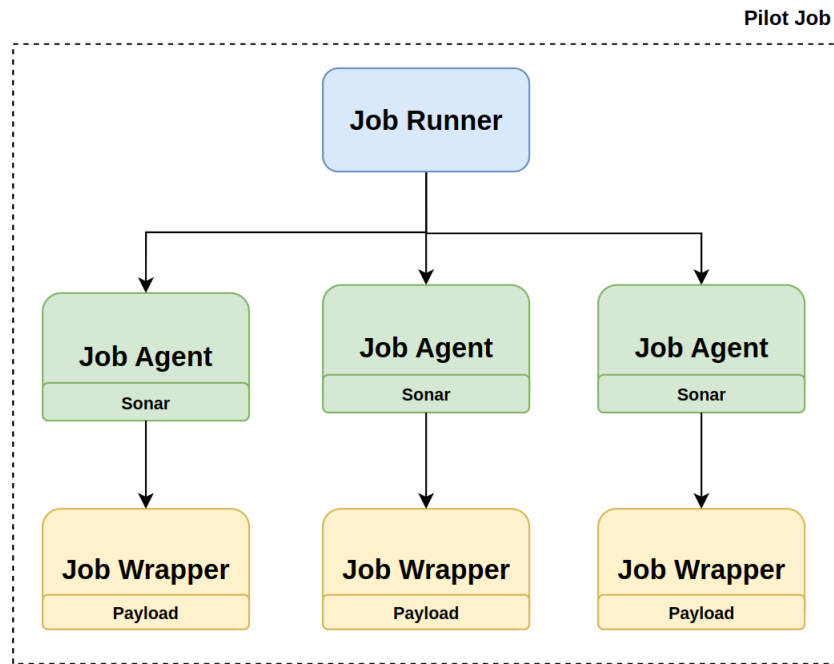 Pilot Job
Job Runner
Job Agent
Sonar
Job Agent
Sonar
Job Agent
Sonar
Job Wrapper
Payload
Job Wrapper
Payload
Job Wrapper
Payload